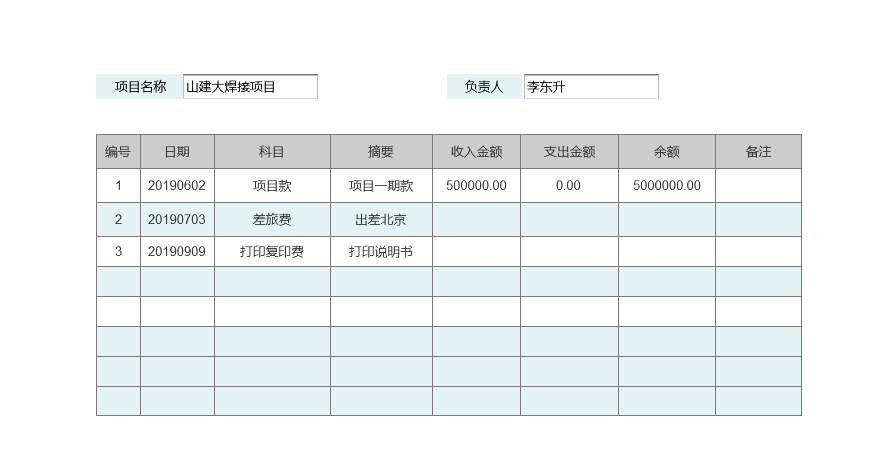 项目名称 山建大焊接项目 负责人 李东升
编号 日期 科目 摘要 收入金额 支出金额 余额 备注
1 20190602 项目款 项目一期款 500000.00 0.00 5000000.00
2 20190703 差旅费 出差北京
3 20190909 打印复印费 打印说明书